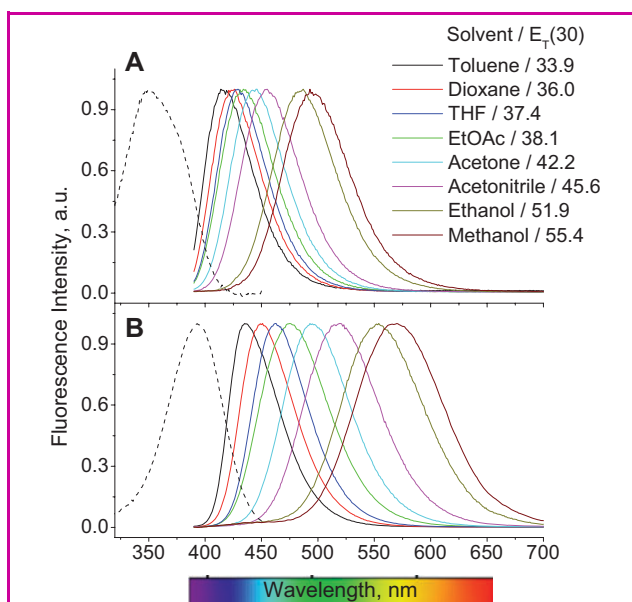 Solvent / E_T(30)
A
Toluene / 33.9
Dioxane / 36.0
THF / 37.4
EtOAc / 38.1
Acetone / 42.2
Acetonitrile / 45.6
Ethanol / 51.9
Methanol / 55.4
0.9
0.6
0.3
0.0
B
0.9
0.6
0.3
0.0
Fluorescence Intensity, a.u.
350 400 450 500 550 600 650 700
Wavelength, nm